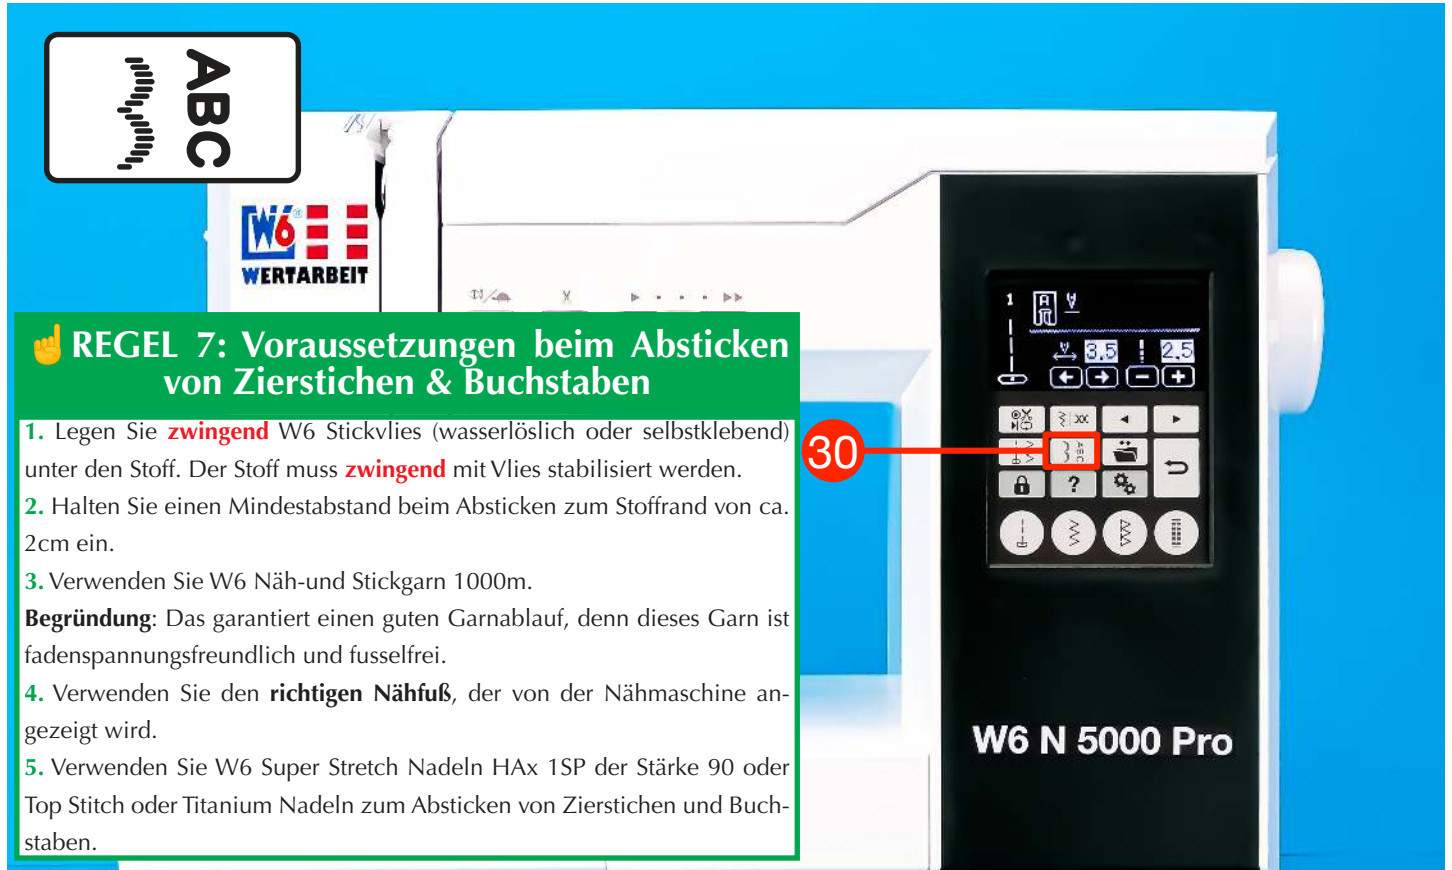 ABC
W6®
WERTARBEIT
☝REGEL 7: Voraussetzungen beim Absticken
von Zierstichen & Buchstaben
1. Legen Sie zwingend W6 Stickvlies (wasserlöslich oder selbstklebend)
unter den Stoff. Der Stoff muss zwingend mit Vlies stabilisiert werden.
2. Halten Sie einen Mindestabstand beim Absticken zum Stoffrand von ca.
2cm ein.
3. Verwenden Sie W6 Näh-und Stickgarn 1000m.
Begründung: Das garantiert einen guten Garnablauf, denn dieses Garn ist
fadenspannungsfreundlich und fusselfrei.
4. Verwenden Sie den richtigen Nähfuß, der von der Nähmaschine an-
gezeigt wird.
5. Verwenden Sie W6 Super Stretch Nadeln HAx 1SP der Stärke 90 oder
Top Stitch oder Titanium Nadeln zum Absticken von Zierstichen und Buch-
staben.
30
1 A
3.5 2.5
ABC
?
W6 N 5000 Pro